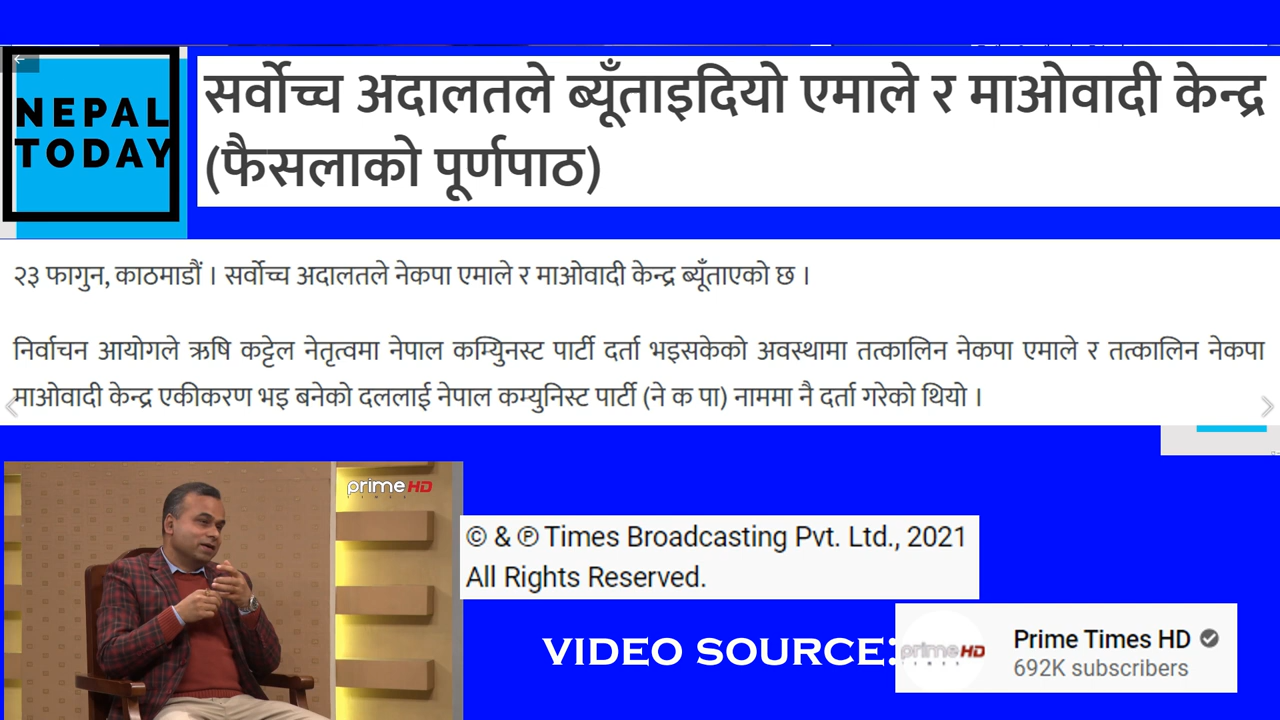 NEPAL
TODAY
सर्वोच्च अदालतले ब्यूँताइदियो एमाले र माओवादी केन्द्र
(फैसलाको पूर्णपाठ)
२३ फागुन, काठमाडौं । सर्वोच्च अदालतले नेकपा एमाले र माओवादी केन्द्र ब्यूँताएको छ ।
निर्वाचन आयोगले ऋषि कट्टेल नेतृत्वमा नेपाल कम्युिनस्ट पार्टी दर्ता भइसकेको अवस्थामा तत्कालिन नेकपा एमाले र तत्कालिन नेकपा
माओवादी केन्द्र एकीकरण भइ बनेको दललाई नेपाल कम्युनिस्ट पार्टी (ने क पा) नाममा नै दर्ता गरेको थियो ।
prime HD
TIMES
© & ℗ Times Broadcasting Pvt. Ltd., 2021
All Rights Reserved.
VIDEO SOURCE:
prime HD
TIMES
Prime Times HD
692K subscribers